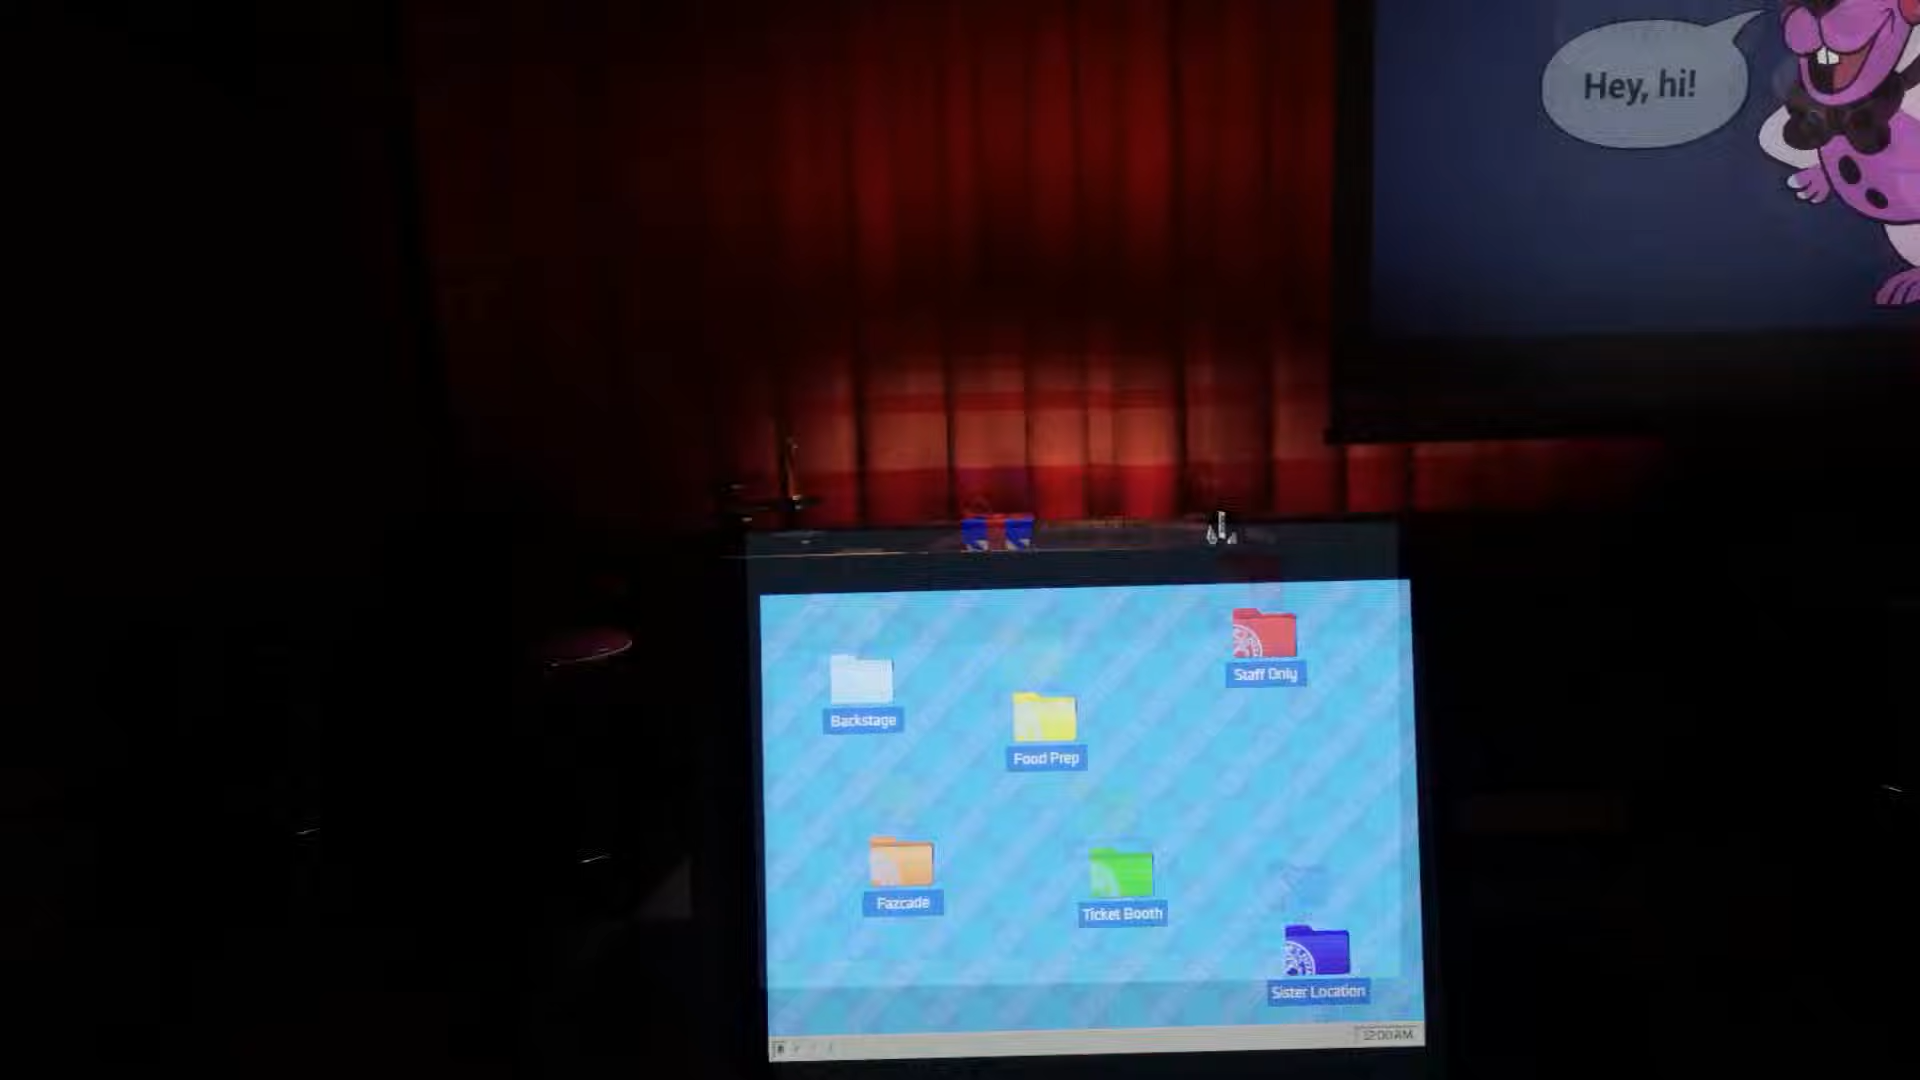 Hey, hi!
Staff Only
Backstage
Food Prep
Fazcade
Ticket Booth
Sister Location
12:00 AM